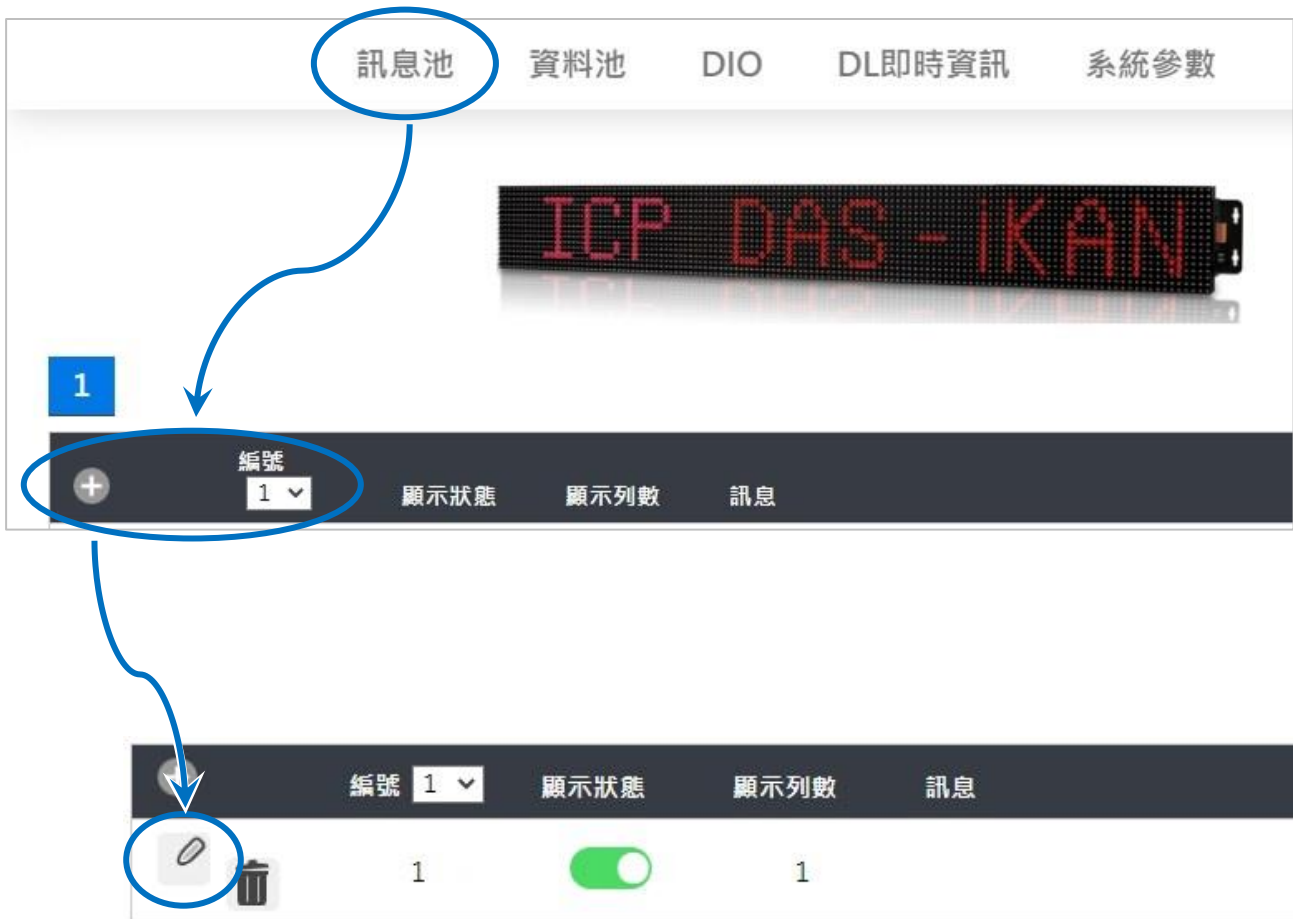 訊息池 資料池 DIO DL即時資訊 系統參數
ICP DAS - iKAN
1
編號
1
顯示狀態 顯示列數 訊息
編號 1 顯示狀態 顯示列數 訊息
1 1